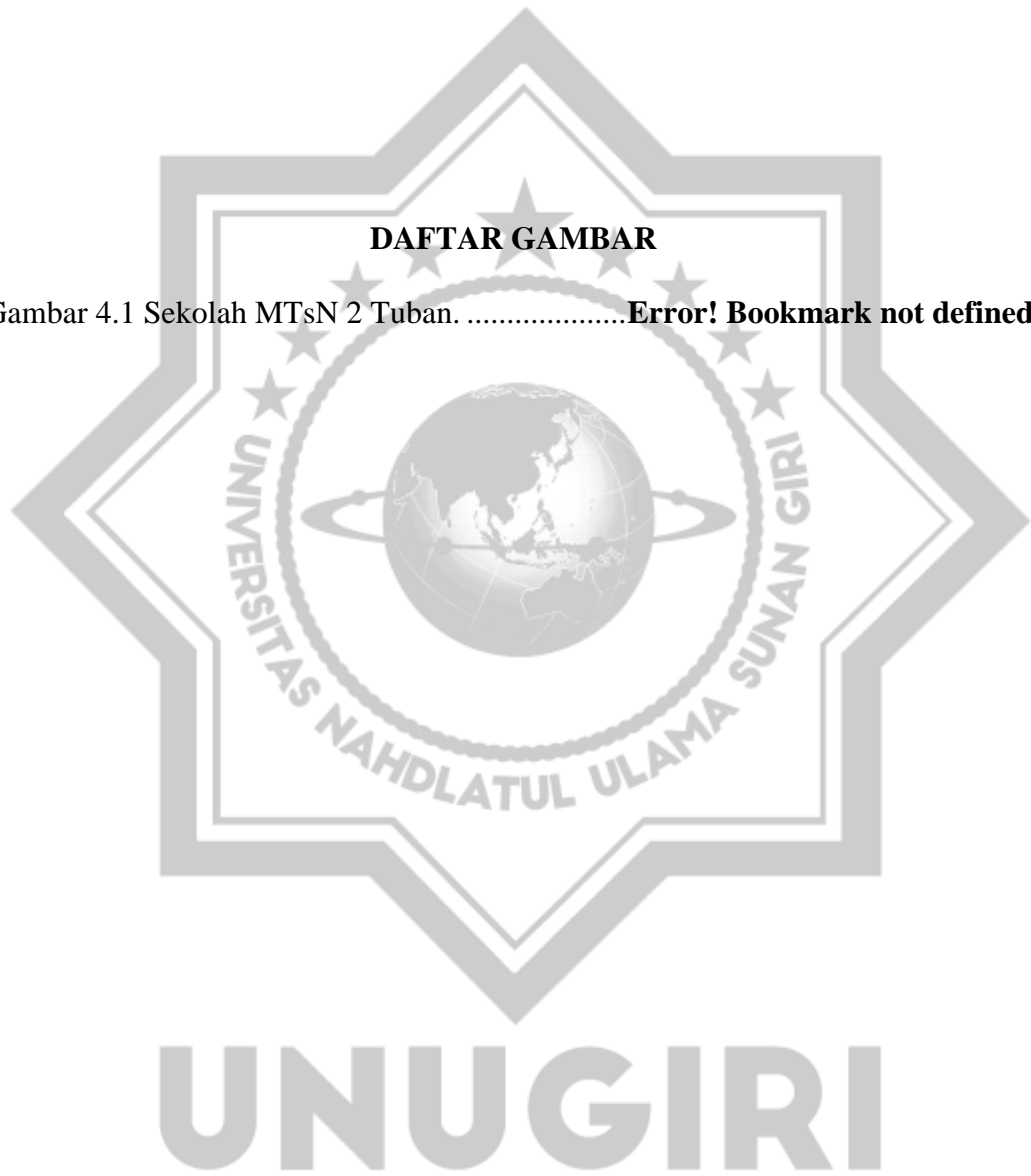 DAFTAR GAMBAR
Gambar 4.1 Sekolah MTsN 2 Tuban. ....................Error! Bookmark not defined
UNIVERSITAS NAHDLATUL ULAMA SUNAN GIRI
UNUGIRI